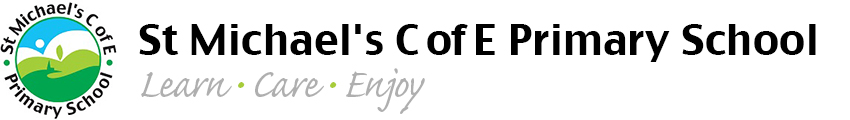 St Michael's C of E
Primary School
St Michael's C of E Primary School
Learn • Care • Enjoy